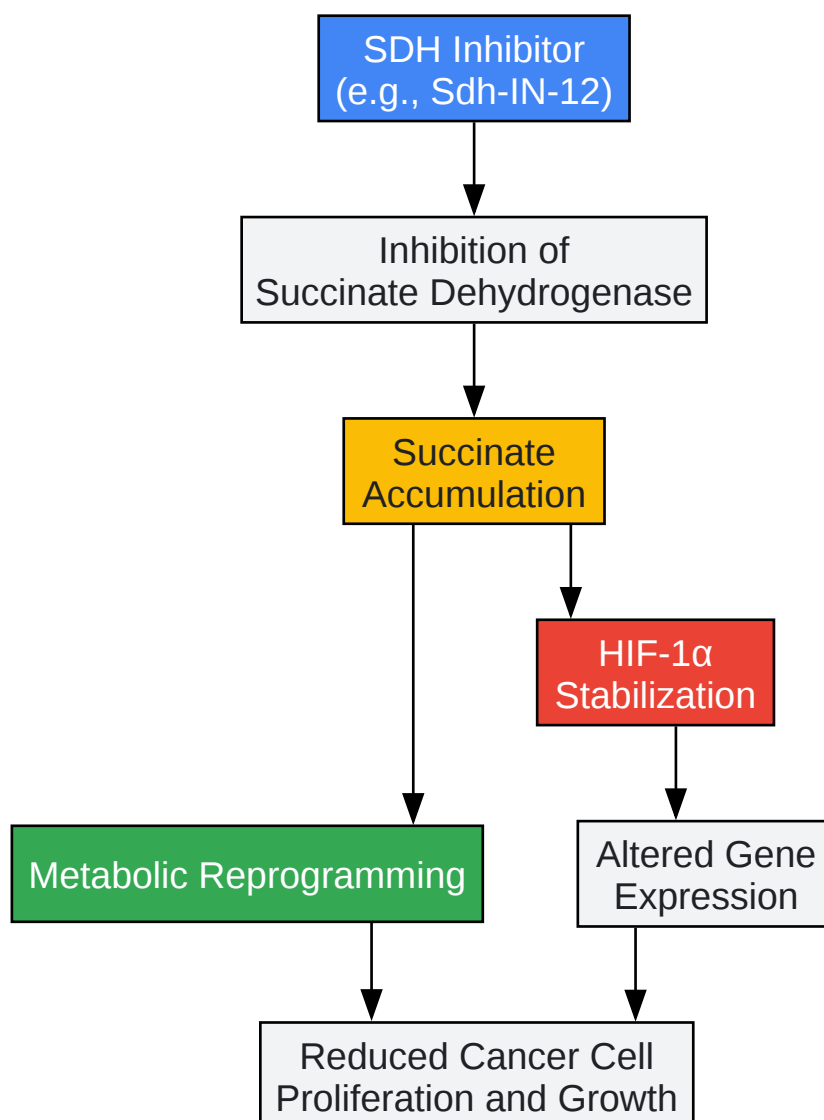 SDH Inhibitor
(e.g., Sdh-IN-12)
Inhibition of
Succinate Dehydrogenase
Succinate
Accumulation
HIF-1α
Stabilization
Metabolic Reprogramming
Altered Gene
Expression
Reduced Cancer Cell
Proliferation and Growth